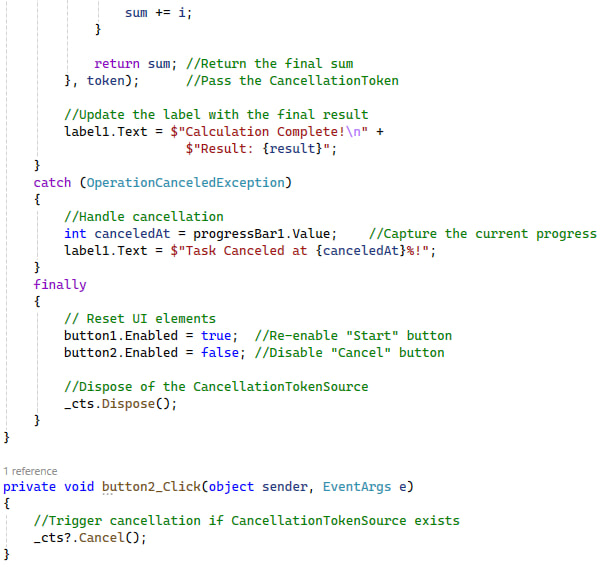 sum += i;
}
return sum; //Return the final sum
}, token);      //Pass the CancellationToken
//Update the label with the final result
label1.Text = $"Calculation Complete!\n" +
$"Result: {result}";
}
catch (OperationCanceledException)
{
//Handle cancellation
int canceledAt = progressBar1.Value;    //Capture the current progress
label1.Text = $"Task Canceled at {canceledAt}%!";
}
finally
{
// Reset UI elements
button1.Enabled = true;  //Re-enable "Start" button
button2.Enabled = false; //Disable "Cancel" button
//Dispose of the CancellationTokenSource
_cts.Dispose();
}
}
1 reference
private void button2_Click(object sender, EventArgs e)
{
//Trigger cancellation if CancellationTokenSource exists
_cts?.Cancel();
}